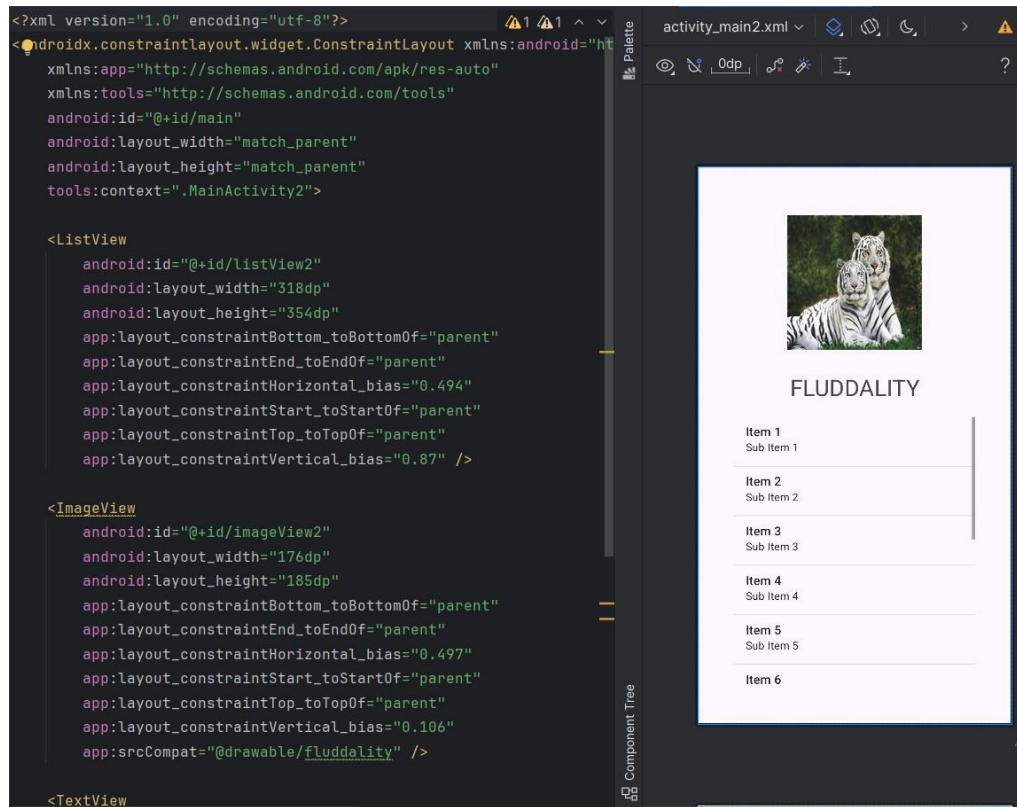 <?xml version="1.0" encoding="utf-8"?>
1 1
<androidx.constraintlayout.widget.ConstraintLayout xmlns:android="ht
xmlns:app="http://schemas.android.com/apk/res-auto"
xmlns:tools="http://schemas.android.com/tools"
android:id="@+id/main"
android:layout_width="match_parent"
android:layout_height="match_parent"
tools:context=".MainActivity2">
<ListView
android:id="@+id/listView2"
android:layout_width="318dp"
android:layout_height="354dp"
app:layout_constraintBottom_toBottomOf="parent"
app:layout_constraintEnd_toEndOf="parent"
app:layout_constraintHorizontal_bias="0.494"
app:layout_constraintStart_toStartOf="parent"
app:layout_constraintTop_toTopOf="parent"
app:layout_constraintVertical_bias="0.87" />
<ImageView
android:id="@+id/imageView2"
android:layout_width="176dp"
android:layout_height="185dp"
app:layout_constraintBottom_toBottomOf="parent"
app:layout_constraintEnd_toEndOf="parent"
app:layout_constraintHorizontal_bias="0.497"
app:layout_constraintStart_toStartOf="parent"
app:layout_constraintTop_toTopOf="parent"
app:layout_constraintVertical_bias="0.106"
app:srcCompat="@drawable/fluddality" />
<TextView
Palette
Component Tree
activity_main2.xml
0dp
?
FLUDDALITY
Item 1
Sub Item 1
Item 2
Sub Item 2
Item 3
Sub Item 3
Item 4
Sub Item 4
Item 5
Sub Item 5
Item 6